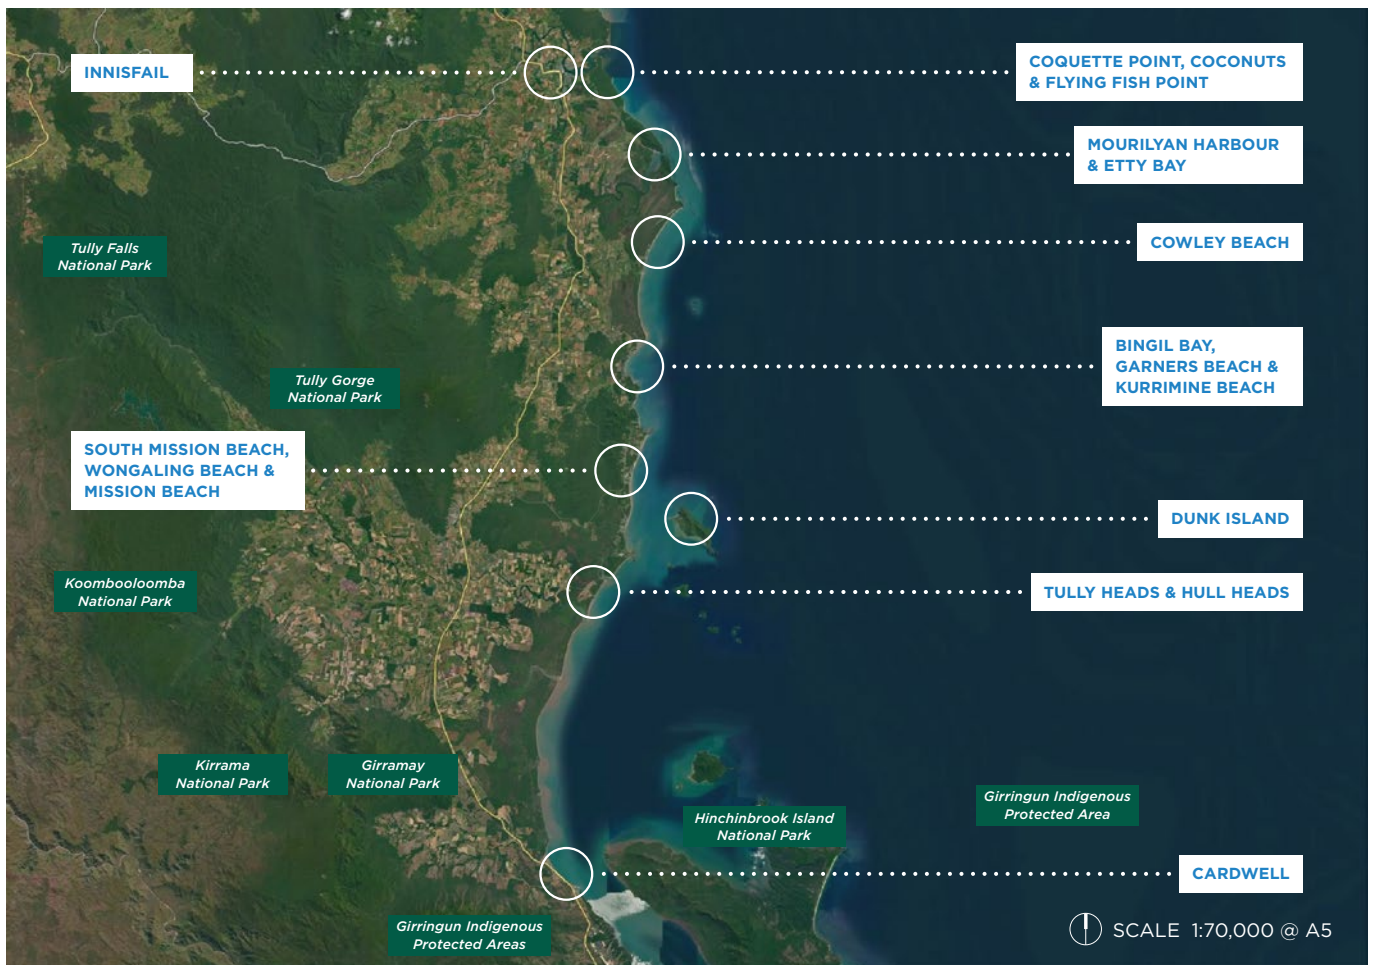 INNISFAIL
COQUETTE POINT, COCONUTS
& FLYING FISH POINT
MOURILYAN HARBOUR
& ETTY BAY
COWLEY BEACH
Tully Falls
National Park
BINGIL BAY,
GARNERS BEACH &
KURRIMINE BEACH
Tully Gorge
National Park
SOUTH MISSION BEACH,
WONGALING BEACH &
MISSION BEACH
DUNK ISLAND
Koombooloomba
National Park
TULLY HEADS & HULL HEADS
Kirrama
National Park
Girramay
National Park
Girringun Indigenous
Protected Area
Hinchinbrook Island
National Park
CARDWELL
Girringun Indigenous
Protected Areas
SCALE 1:70,000 @ A5